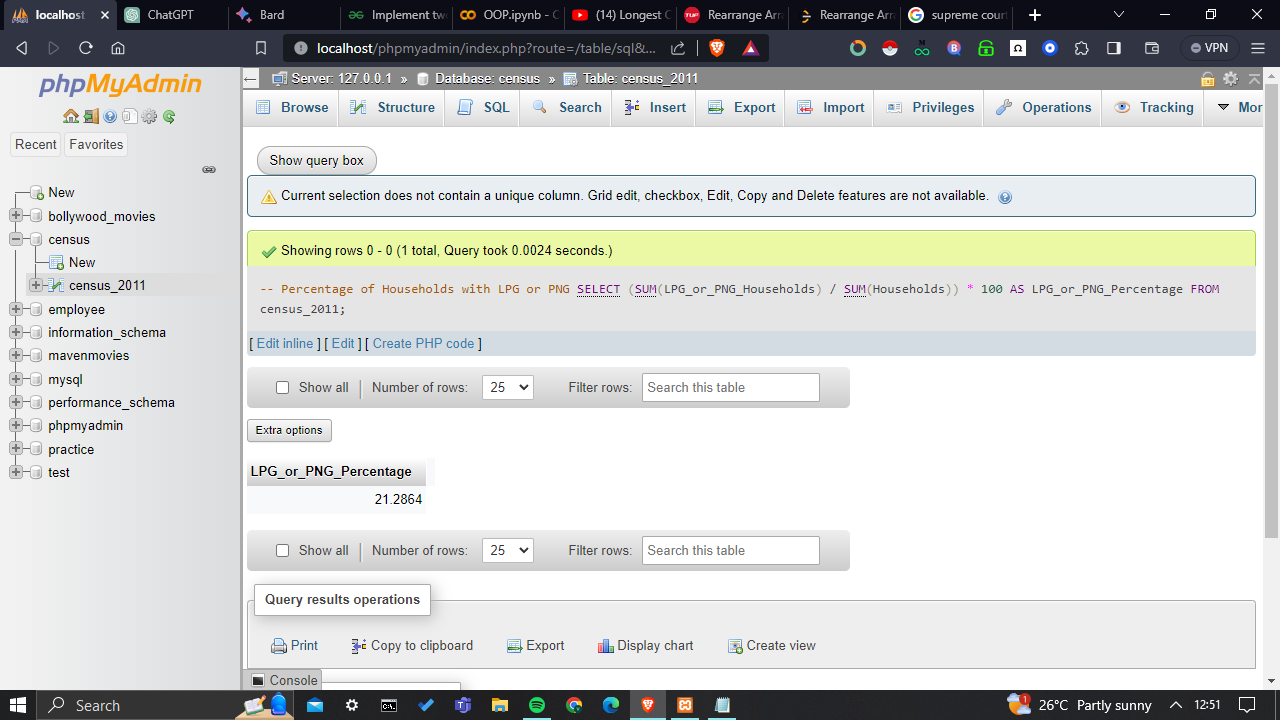 localhost
ChatGPT
Bard
Implement two
OOP.ipynb - C
(14) Longest C
Rearrange Arra
Rearrange Arra
supreme court
localhost/phpmyadmin/index.php?route=/table/sql&...
VPN
phpMyAdmin
Recent
Favorites
New
bollywood_movies
census
New
census_2011
employee
information_schema
mavenmovies
mysql
performance_schema
phpmyadmin
practice
test
Server: 127.0.0.1 » Database: census » Table: census_2011
Browse
Structure
SQL
Search
Insert
Export
Import
Privileges
Operations
Tracking
Mor
Show query box
Current selection does not contain a unique column. Grid edit, checkbox, Edit, Copy and Delete features are not available.
Showing rows 0 - 0 (1 total, Query took 0.0024 seconds.)
-- Percentage of Households with LPG or PNG SELECT (SUM(LPG_or_PNG_Households) / SUM(Households)) * 100 AS LPG_or_PNG_Percentage FROM
census_2011;
[ Edit inline ] [ Edit ] [ Create PHP code ]
Show all
Number of rows:
25
Filter rows:
Search this table
Extra options
LPG_or_PNG_Percentage
21.2864
Show all
Number of rows:
25
Filter rows:
Search this table
Query results operations
Print
Copy to clipboard
Export
Display chart
Create view
Console
Search
1
26°C Partly sunny
12:51